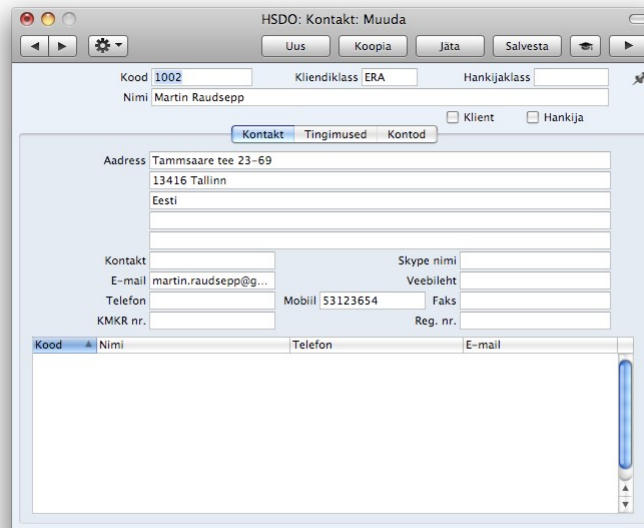 HSDO: Kontakt: Muuda
Uus Koopia Jäta Salvesta
Kood 1002 Kliendiklass ERA Hankijaklass
Nimi Martin Raudsepp
Klient Hankija
Kontakt Tingimused Kontod
Aadress Tammsaare tee 23-69
13416 Tallinn
Eesti
Kontakt Skype nimi
E-mail martin.raudsepp@g... Veebileht
Telefon Mobiil 53123654 Faks
KMKR nr. Reg. nr.
Kood Nimi Telefon E-mail